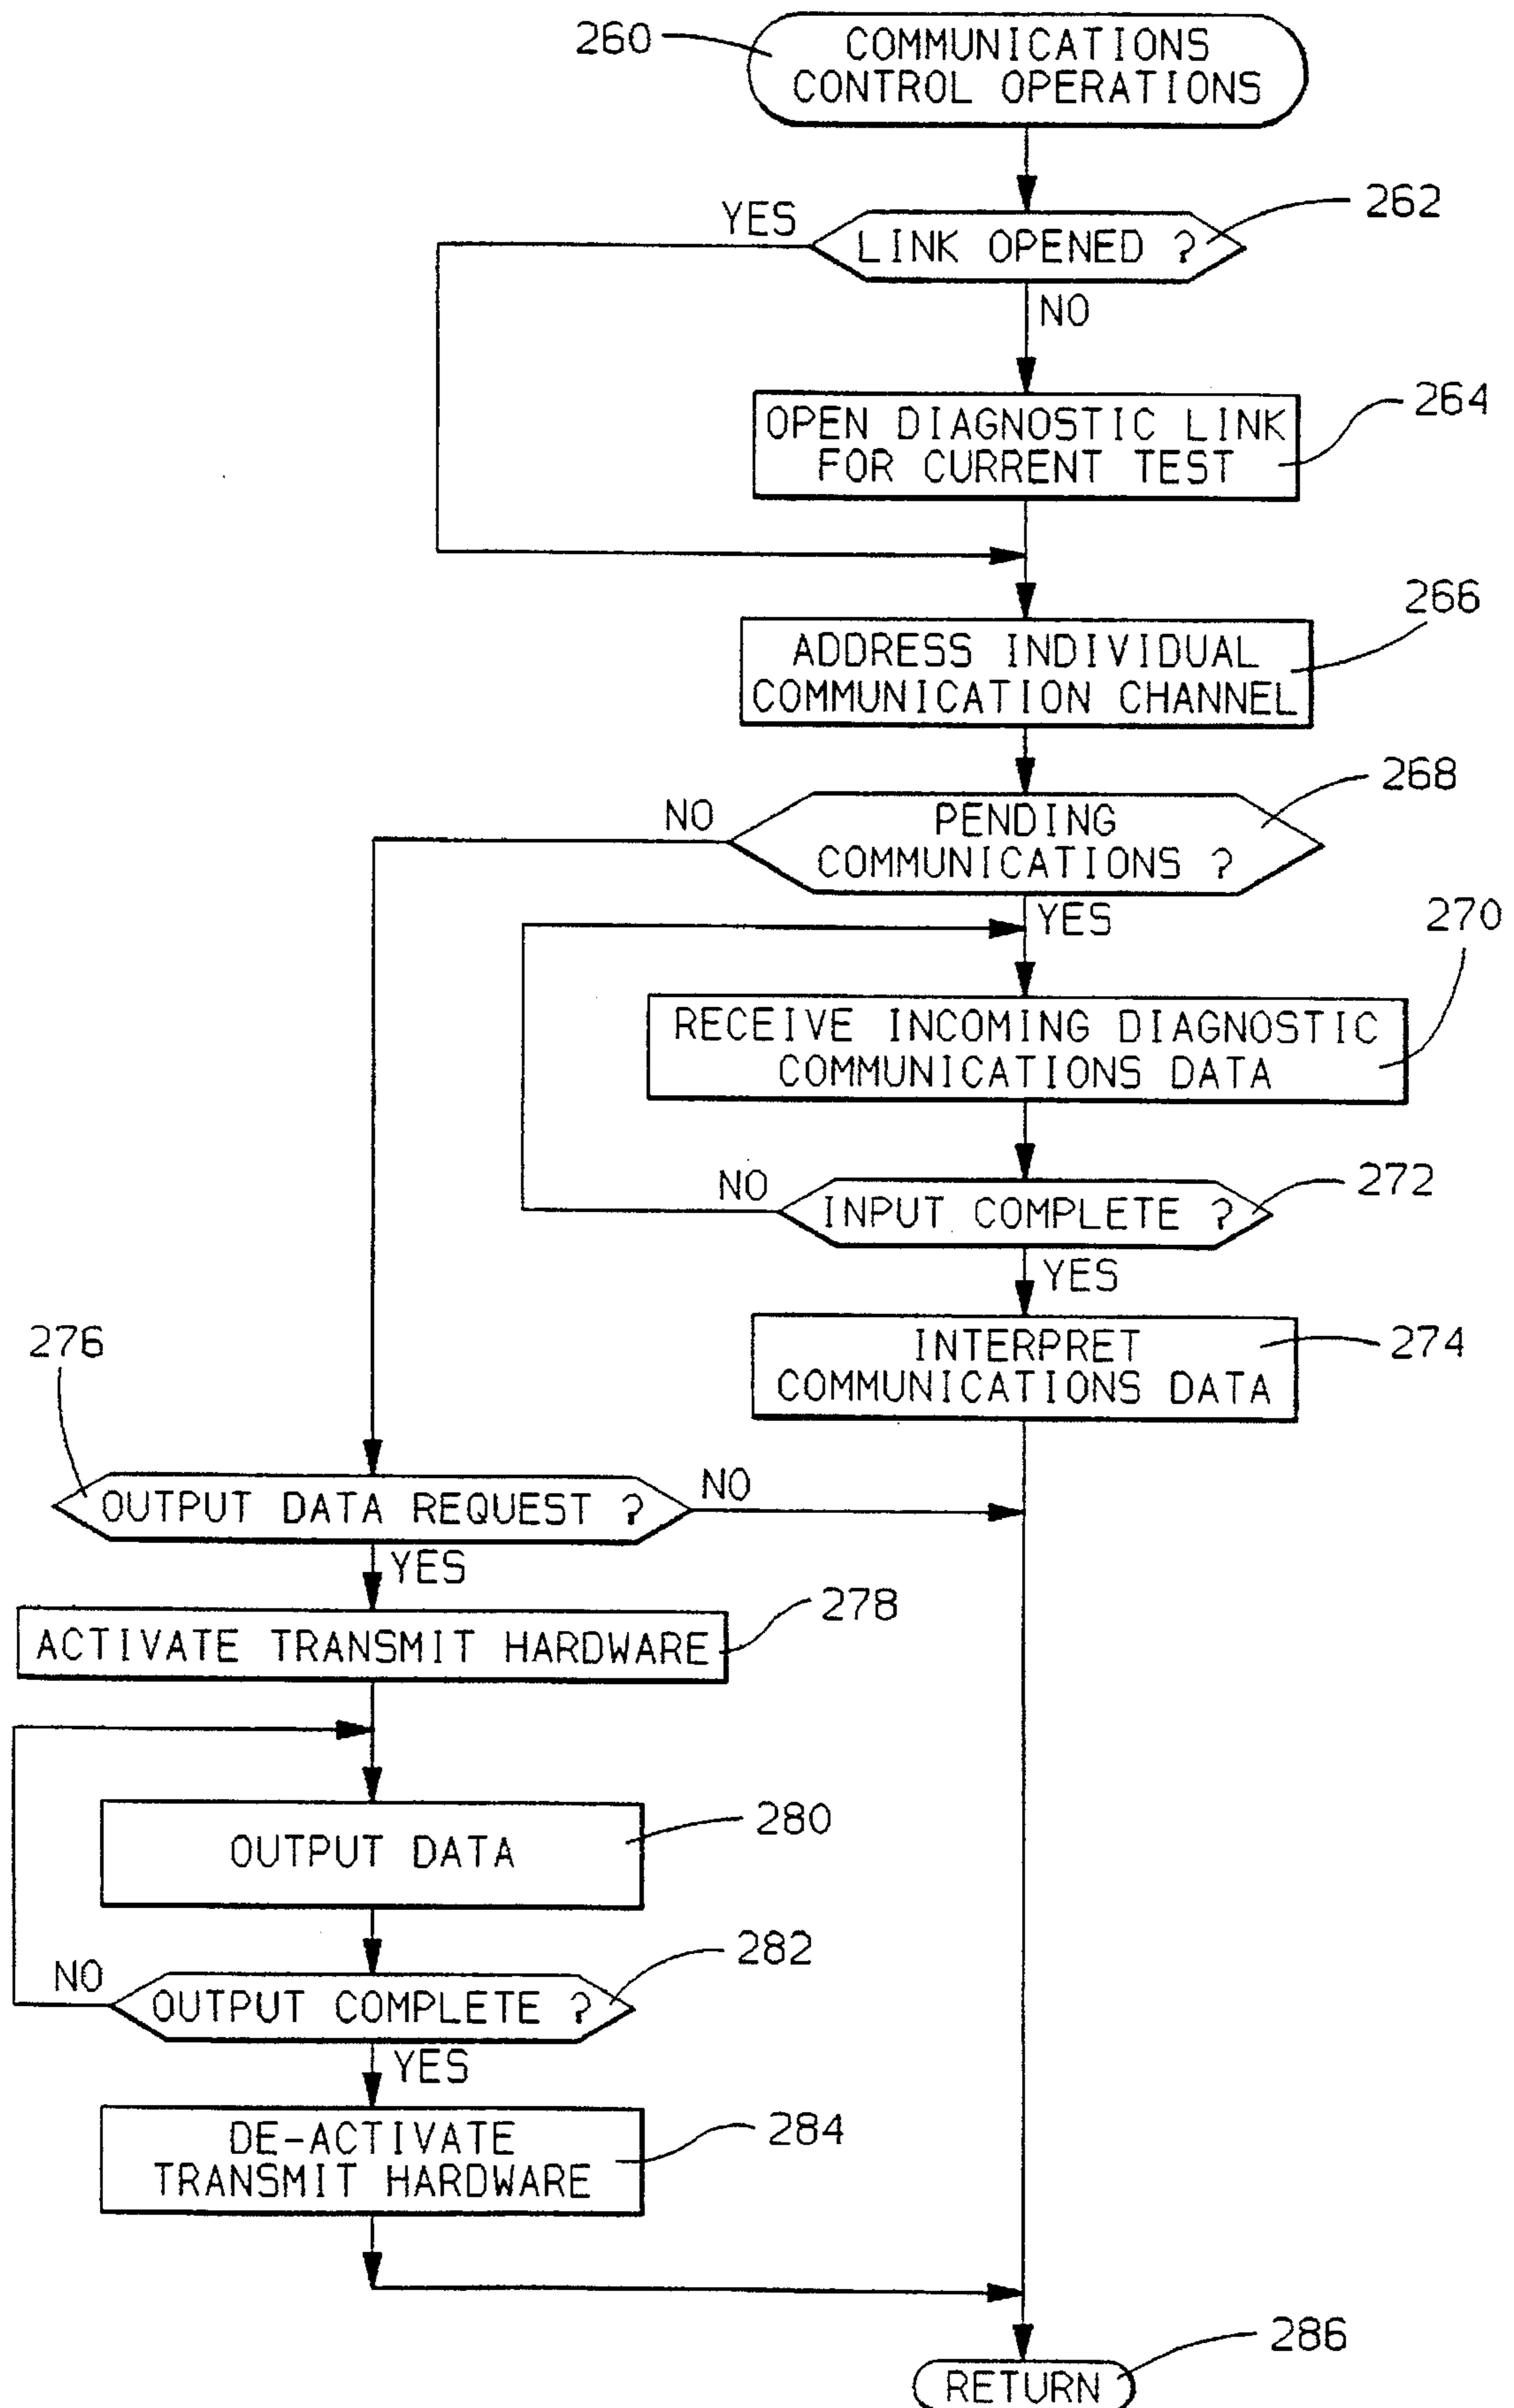 260
COMMUNICATIONS
CONTROL OPERATIONS
262
YES
LINK OPENED ?
NO
264
OPEN DIAGNOSTIC LINK
FOR CURRENT TEST
266
ADDRESS INDIVIDUAL
COMMUNICATION CHANNEL
268
NO
PENDING
COMMUNICATIONS ?
YES
270
RECEIVE INCOMING DIAGNOSTIC
COMMUNICATIONS DATA
272
NO
INPUT COMPLETE ?
YES
274
INTERPRET
COMMUNICATIONS DATA
276
OUTPUT DATA REQUEST ?
NO
YES
278
ACTIVATE TRANSMIT HARDWARE
280
OUTPUT DATA
282
NO
OUTPUT COMPLETE ?
YES
284
DE-ACTIVATE
TRANSMIT HARDWARE
286
RETURN